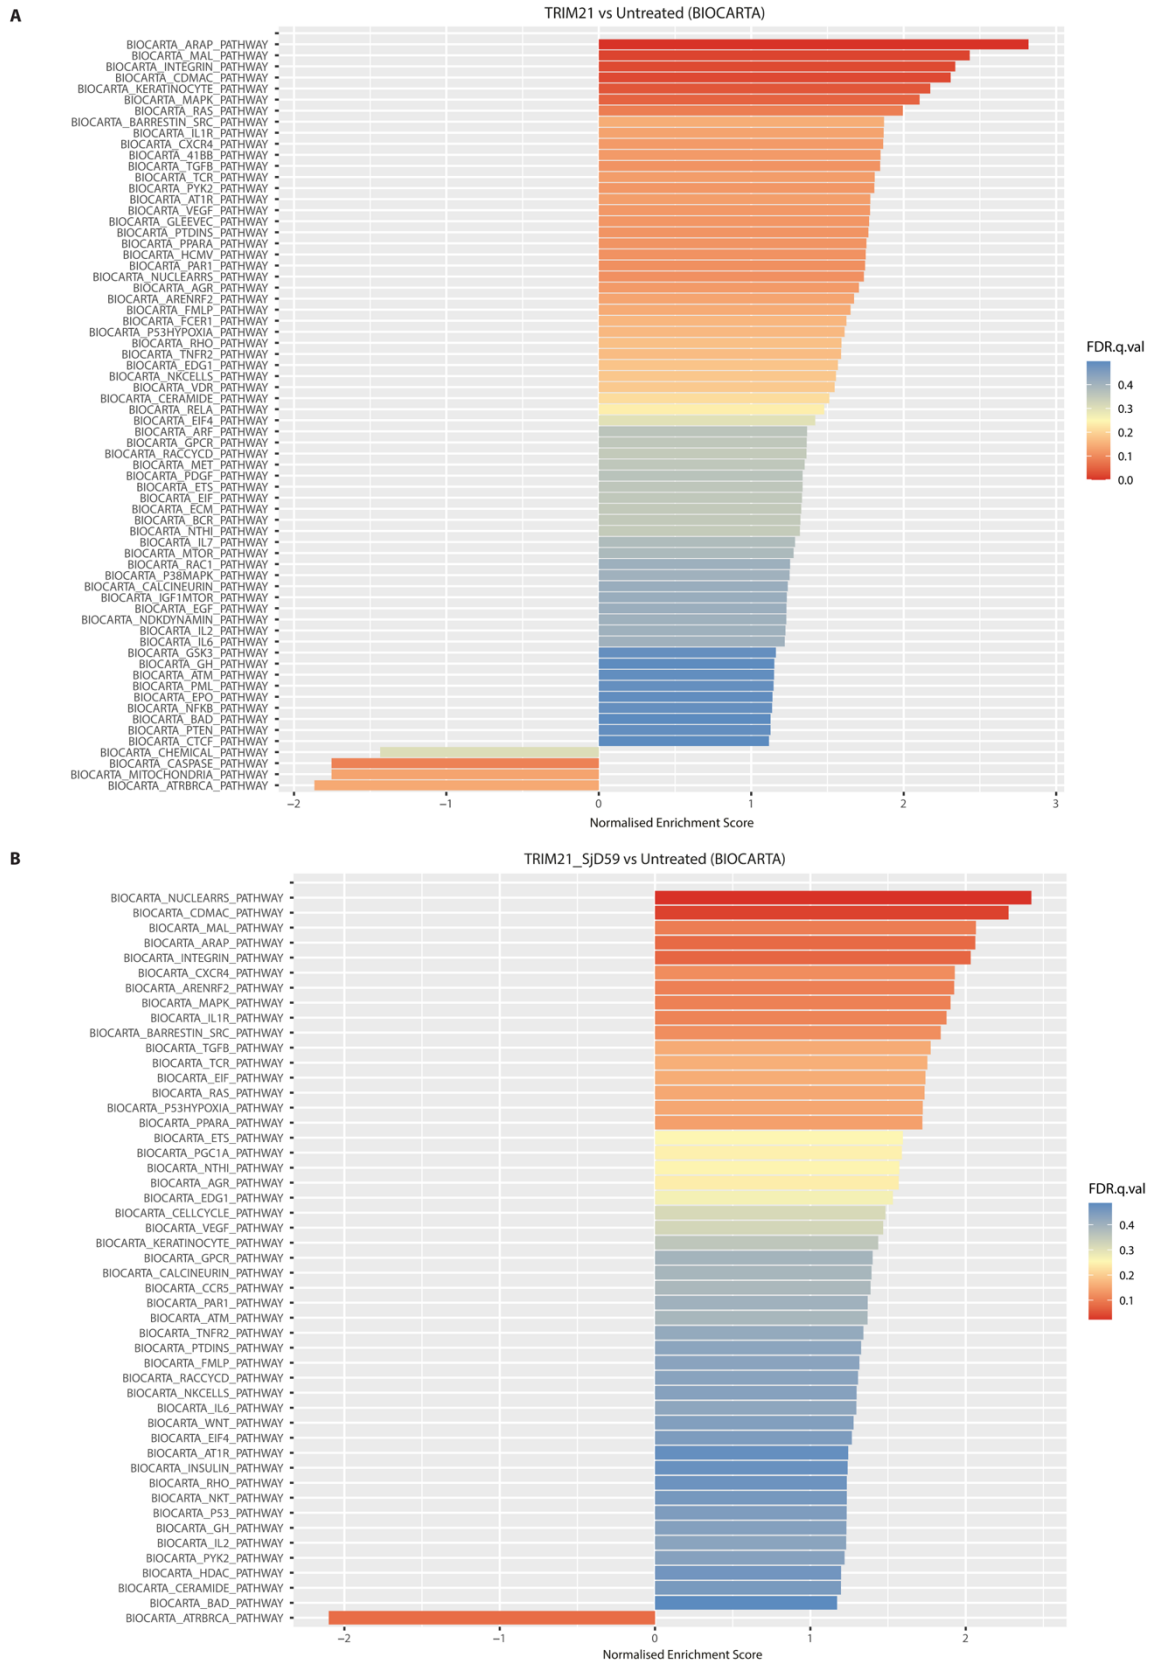 A
TRIM21 vs Untreated (BIOCARTA)
BIOCARTA_ARAP_PATHWAY
BIOCARTA_MAL_PATHWAY
BIOCARTA_INTEGRIN_PATHWAY
BIOCARTA_CDMAC_PATHWAY
BIOCARTA_KERATINOCYTE_PATHWAY
BIOCARTA_MAPK_PATHWAY
BIOCARTA_RAS_PATHWAY
BIOCARTA_BARRESTIN_SRC_PATHWAY
BIOCARTA_IL1R_PATHWAY
BIOCARTA_CXCR4_PATHWAY
BIOCARTA_41BB_PATHWAY
BIOCARTA_TGFB_PATHWAY
BIOCARTA_TCR_PATHWAY
BIOCARTA_PYK2_PATHWAY
BIOCARTA_AT1R_PATHWAY
BIOCARTA_VEGF_PATHWAY
BIOCARTA_GLEEVEC_PATHWAY
BIOCARTA_PTDINS_PATHWAY
BIOCARTA_PPARA_PATHWAY
BIOCARTA_HCMV_PATHWAY
BIOCARTA_PAR1_PATHWAY
BIOCARTA_NUCLEARRS_PATHWAY
BIOCARTA_AGR_PATHWAY
BIOCARTA_ARENRF2_PATHWAY
BIOCARTA_FMLP_PATHWAY
BIOCARTA_FCER1_PATHWAY
BIOCARTA_P53HYPOXIA_PATHWAY
BIOCARTA_RHO_PATHWAY
BIOCARTA_TNFR2_PATHWAY
BIOCARTA_EDG1_PATHWAY
BIOCARTA_NKCELLS_PATHWAY
BIOCARTA_VDR_PATHWAY
BIOCARTA_CERAMIDE_PATHWAY
BIOCARTA_RELA_PATHWAY
BIOCARTA_EIF4_PATHWAY
BIOCARTA_ARF_PATHWAY
BIOCARTA_GPCR_PATHWAY
BIOCARTA_RACCYCD_PATHWAY
BIOCARTA_MET_PATHWAY
BIOCARTA_PDGF_PATHWAY
BIOCARTA_ETS_PATHWAY
BIOCARTA_EIF_PATHWAY
BIOCARTA_ECM_PATHWAY
BIOCARTA_BCR_PATHWAY
BIOCARTA_NTHI_PATHWAY
BIOCARTA_IL7_PATHWAY
BIOCARTA_MTOR_PATHWAY
BIOCARTA_RAC1_PATHWAY
BIOCARTA_P38MAPK_PATHWAY
BIOCARTA_CALCINEURIN_PATHWAY
BIOCARTA_IGF1MTOR_PATHWAY
BIOCARTA_EGF_PATHWAY
BIOCARTA_NDKDYNAMIN_PATHWAY
BIOCARTA_IL2_PATHWAY
BIOCARTA_IL6_PATHWAY
BIOCARTA_GSK3_PATHWAY
BIOCARTA_GH_PATHWAY
BIOCARTA_ATM_PATHWAY
BIOCARTA_PML_PATHWAY
BIOCARTA_EPO_PATHWAY
BIOCARTA_NFKB_PATHWAY
BIOCARTA_BAD_PATHWAY
BIOCARTA_PTEN_PATHWAY
BIOCARTA_CTCF_PATHWAY
BIOCARTA_CHEMICAL_PATHWAY
BIOCARTA_CASPASE_PATHWAY
BIOCARTA_MITOCHONDRIA_PATHWAY
BIOCARTA_ATRBRCA_PATHWAY
−2 −1 0 1 2 3
Normalised Enrichment Score
FDR.q.val
0.4
0.3
0.2
0.1
0.0
B
TRIM21_SjD59 vs Untreated (BIOCARTA)
BIOCARTA_NUCLEARRS_PATHWAY
BIOCARTA_CDMAC_PATHWAY
BIOCARTA_MAL_PATHWAY
BIOCARTA_ARAP_PATHWAY
BIOCARTA_INTEGRIN_PATHWAY
BIOCARTA_CXCR4_PATHWAY
BIOCARTA_ARENRF2_PATHWAY
BIOCARTA_MAPK_PATHWAY
BIOCARTA_IL1R_PATHWAY
BIOCARTA_BARRESTIN_SRC_PATHWAY
BIOCARTA_TGFB_PATHWAY
BIOCARTA_TCR_PATHWAY
BIOCARTA_EIF_PATHWAY
BIOCARTA_RAS_PATHWAY
BIOCARTA_P53HYPOXIA_PATHWAY
BIOCARTA_PPARA_PATHWAY
BIOCARTA_ETS_PATHWAY
BIOCARTA_PGC1A_PATHWAY
BIOCARTA_NTHI_PATHWAY
BIOCARTA_AGR_PATHWAY
BIOCARTA_EDG1_PATHWAY
BIOCARTA_CELLCYCLE_PATHWAY
BIOCARTA_VEGF_PATHWAY
BIOCARTA_KERATINOCYTE_PATHWAY
BIOCARTA_GPCR_PATHWAY
BIOCARTA_CALCINEURIN_PATHWAY
BIOCARTA_CCR5_PATHWAY
BIOCARTA_PAR1_PATHWAY
BIOCARTA_ATM_PATHWAY
BIOCARTA_TNFR2_PATHWAY
BIOCARTA_PTDINS_PATHWAY
BIOCARTA_FMLP_PATHWAY
BIOCARTA_RACCYCD_PATHWAY
BIOCARTA_NKCELLS_PATHWAY
BIOCARTA_IL6_PATHWAY
BIOCARTA_WNT_PATHWAY
BIOCARTA_EIF4_PATHWAY
BIOCARTA_AT1R_PATHWAY
BIOCARTA_INSULIN_PATHWAY
BIOCARTA_RHO_PATHWAY
BIOCARTA_NKT_PATHWAY
BIOCARTA_P53_PATHWAY
BIOCARTA_GH_PATHWAY
BIOCARTA_IL2_PATHWAY
BIOCARTA_PYK2_PATHWAY
BIOCARTA_HDAC_PATHWAY
BIOCARTA_CERAMIDE_PATHWAY
BIOCARTA_BAD_PATHWAY
BIOCARTA_ATRBRCA_PATHWAY
−2 −1 0 1 2
Normalised Enrichment Score
FDR.q.val
0.4
0.3
0.2
0.1